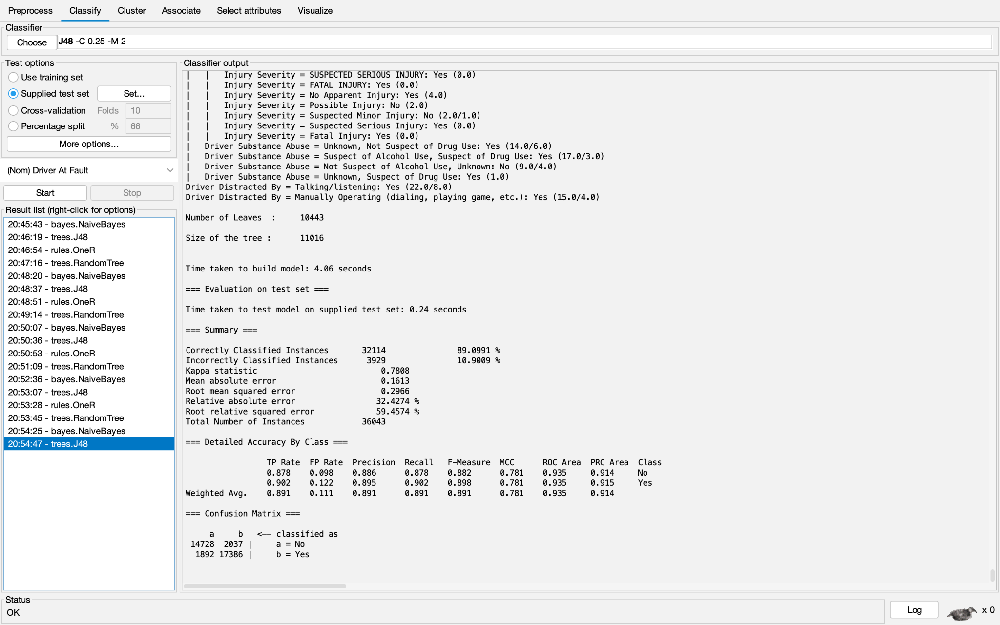 Preprocess Classify Cluster Associate Select attributes Visualize
Classifier
Choose J48 -C 0.25 -M 2
Test options
Use training set
Supplied test set Set...
Cross-validation Folds 10
Percentage split % 66
More options...
(Nom) Driver At Fault
Start Stop
Result list (right-click for options)
20:45:43 - bayes.NaiveBayes
20:46:19 - trees.J48
20:46:54 - rules.OneR
20:47:16 - trees.RandomTree
20:48:20 - bayes.NaiveBayes
20:48:37 - trees.J48
20:48:51 - rules.OneR
20:49:14 - trees.RandomTree
20:50:07 - bayes.NaiveBayes
20:50:36 - trees.J48
20:50:53 - rules.OneR
20:51:09 - trees.RandomTree
20:52:36 - bayes.NaiveBayes
20:53:07 - trees.J48
20:53:28 - rules.OneR
20:53:45 - trees.RandomTree
20:54:25 - bayes.NaiveBayes
20:54:47 - trees.J48
Classifier output
| | Injury Severity = SUSPECTED SERIOUS INJURY: Yes (0.0)
| | Injury Severity = FATAL INJURY: Yes (0.0)
| | Injury Severity = No Apparent Injury: Yes (4.0)
| | Injury Severity = Possible Injury: No (2.0)
| | Injury Severity = Suspected Minor Injury: No (2.0/1.0)
| | Injury Severity = Suspected Serious Injury: Yes (0.0)
| | Injury Severity = Fatal Injury: Yes (0.0)
| Driver Substance Abuse = Unknown, Not Suspect of Drug Use: Yes (14.0/6.0)
| Driver Substance Abuse = Suspect of Alcohol Use, Suspect of Drug Use: Yes (17.0/3.0)
| Driver Substance Abuse = Not Suspect of Alcohol Use, Unknown: No (9.0/4.0)
| Driver Substance Abuse = Unknown, Suspect of Drug Use: Yes (1.0)
Driver Distracted By = Talking/listening: Yes (22.0/8.0)
Driver Distracted By = Manually Operating (dialing, playing game, etc.): Yes (15.0/4.0)
Number of Leaves : 10443
Size of the tree : 11016
Time taken to build model: 4.06 seconds
=== Evaluation on test set ===
Time taken to test model on supplied test set: 0.24 seconds
=== Summary ===
Correctly Classified Instances 32114 89.0991 %
Incorrectly Classified Instances 3929 10.9009 %
Kappa statistic 0.7808
Mean absolute error 0.1613
Root mean squared error 0.2966
Relative absolute error 32.4274 %
Root relative squared error 59.4574 %
Total Number of Instances 36043
=== Detailed Accuracy By Class ===
TP Rate FP Rate Precision Recall F-Measure MCC ROC Area PRC Area Class
0.878 0.098 0.886 0.878 0.882 0.781 0.935 0.914 No
0.902 0.122 0.895 0.902 0.898 0.781 0.935 0.915 Yes
Weighted Avg. 0.891 0.111 0.891 0.891 0.891 0.781 0.935 0.914
=== Confusion Matrix ===
a b <-- classified as
14728 2037 | a = No
1892 17386 | b = Yes
Status
OK
Log x 0